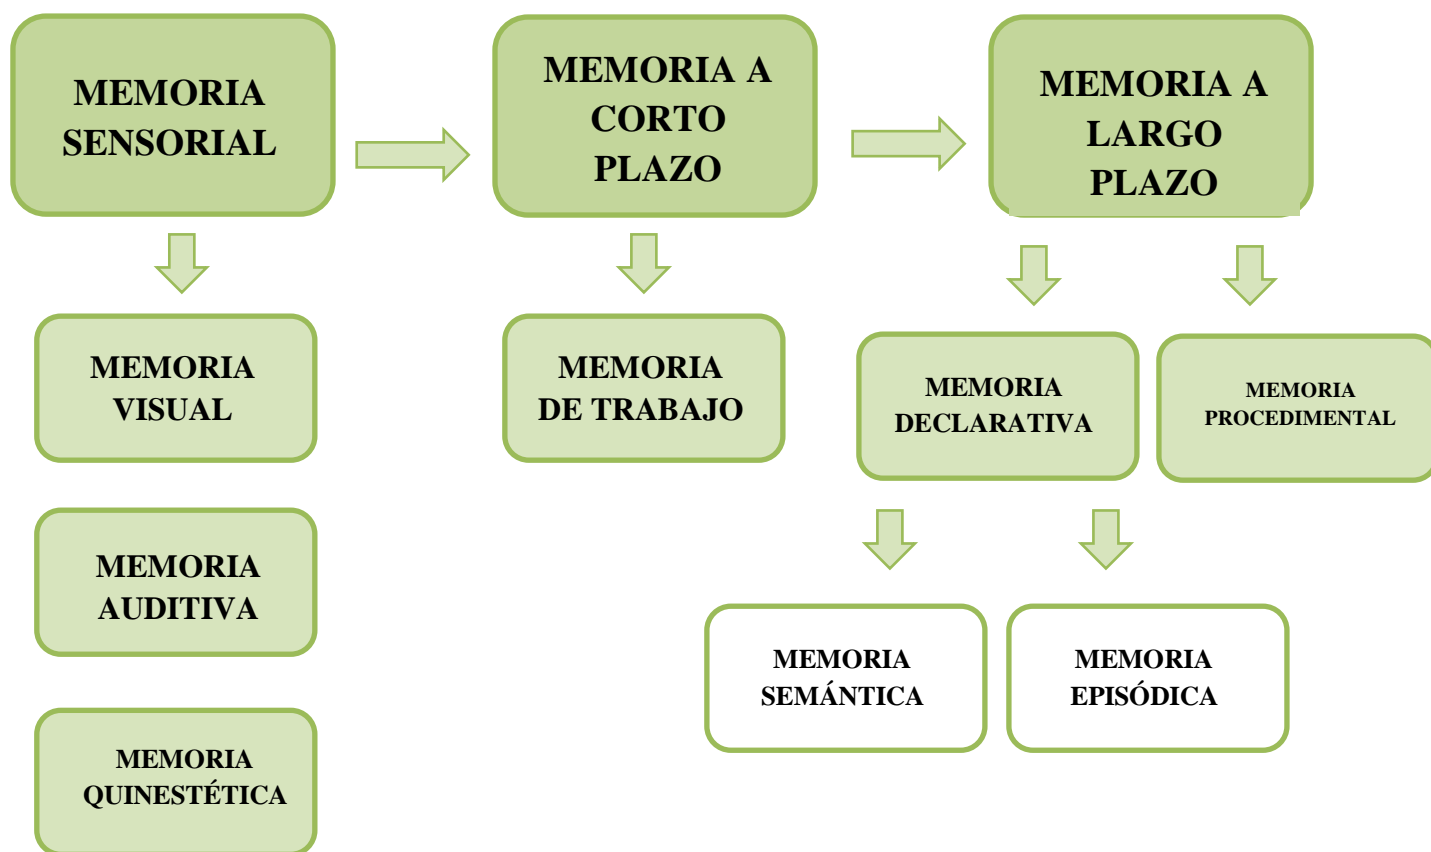 MEMORIA
SENSORIAL
MEMORIA A
CORTO
PLAZO
MEMORIA A
LARGO
PLAZO
MEMORIA
VISUAL
MEMORIA
DE TRABAJO
MEMORIA
DECLARATIVA
MEMORIA
PROCEDIMENTAL
MEMORIA
AUDITIVA
MEMORIA
SEMÁNTICA
MEMORIA
EPISÓDICA
MEMORIA
QUINESTÉTICA